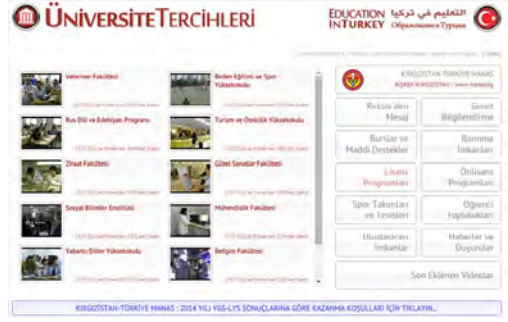 ÜNİVERSİTETERCİHLERİ
EDUCATION
INTURKEY
التعليم في تركيا
Образование в Турции
Veteriner Fakültesi
Beden Eğitimi ve Spor
Yüksekokulu
KIRGIZİSTAN-TÜRKİYE MANAS
Rus Dili ve Edebiyatı Programı
Turizm ve Otelcilik Yüksekokulu
Rektör'den
Mesaj
Genel
Bilgilendirme
Burslar ve
Maddi Destekler
Barınma
İmkanları
Ziraat Fakültesi
Güzel Sanatlar Fakültesi
Lisans
Programları
Önlisans
Programları
Sosyal Bilimler Enstitüsü
Mühendislik Fakültesi
Spor Takımları
ve Tesisleri
Öğrenci
Toplulukları
Yabancı Diller Yüksekokulu
İletişim Fakültesi
Uluslararası
İmkanlar
Haberler ve
Duyurular
Son Eklenen Videolar
KIRGIZİSTAN-TÜRKİYE MANAS : 2014 YILI YGS-LYS SONUÇLARINA GÖRE KAZANMA KOŞULLARI İÇİN TIKLAYIN...